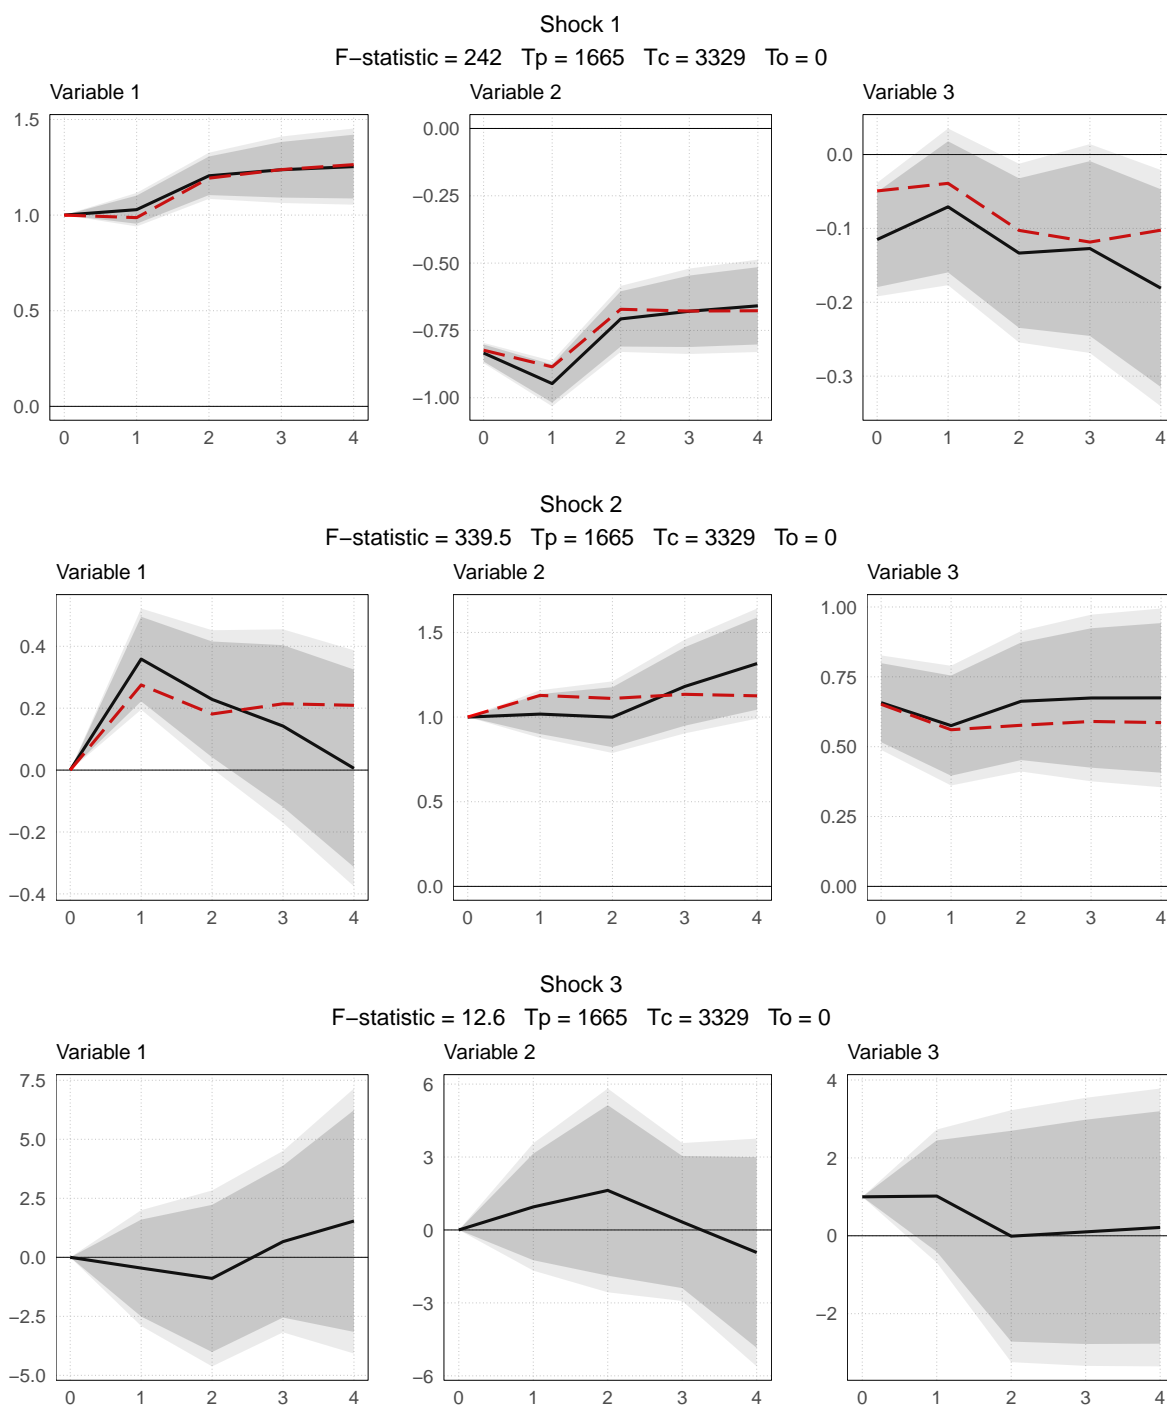 Shock 1
F−statistic = 242 Tp = 1665 Tc = 3329 To = 0
Variable 1 Variable 2 Variable 3
1.5
1.0
0.5
0.0
0 1 2 3 4
0.00
−0.25
−0.50
−0.75
−1.00
0 1 2 3 4
0.0
−0.1
−0.2
−0.3
0 1 2 3 4
Shock 2
F−statistic = 339.5 Tp = 1665 Tc = 3329 To = 0
Variable 1 Variable 2 Variable 3
0.4
0.2
0.0
−0.2
−0.4
0 1 2 3 4
1.5
1.0
0.5
0.0
0 1 2 3 4
1.00
0.75
0.50
0.25
0.00
0 1 2 3 4
Shock 3
F−statistic = 12.6 Tp = 1665 Tc = 3329 To = 0
Variable 1 Variable 2 Variable 3
7.5
5.0
2.5
0.0
−2.5
−5.0
0 1 2 3 4
6
3
0
−3
−6
0 1 2 3 4
4
2
0
−2
0 1 2 3 4